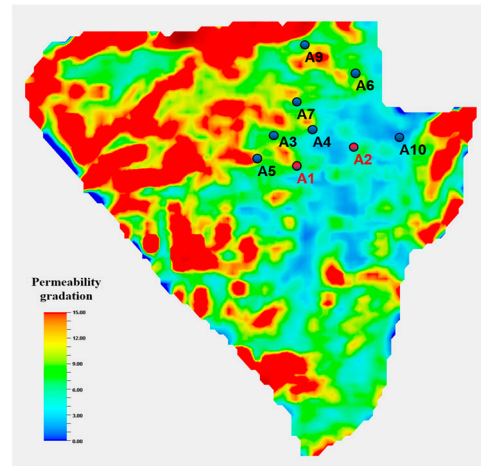 A9
A6
A7
A3
A4
A2
A10
A5
A1
Permeability
gradation
15.00
12.00
9.00
6.00
3.00
0.00